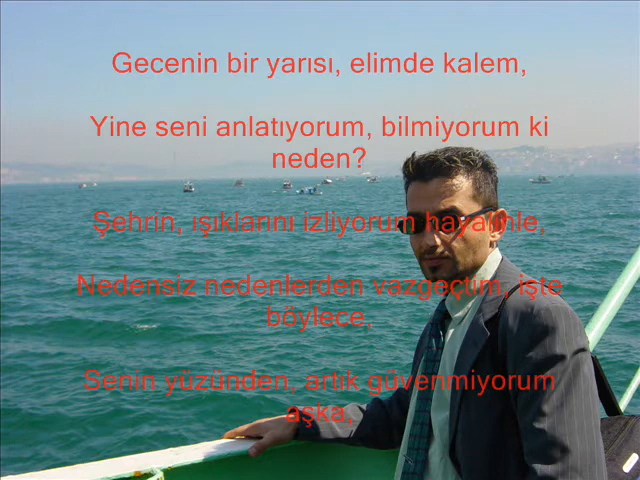 Gecenin bir yarısı, elimde kalem,
Yine seni anlatıyorum, bilmiyorum ki
neden?
Şehrin, ışıklarını izliyorum hayalinle,
Nedensiz nedenlerden vazgeçtim, işte
böylece,
Senin yüzünden, artık güvenmiyorum
aşka,